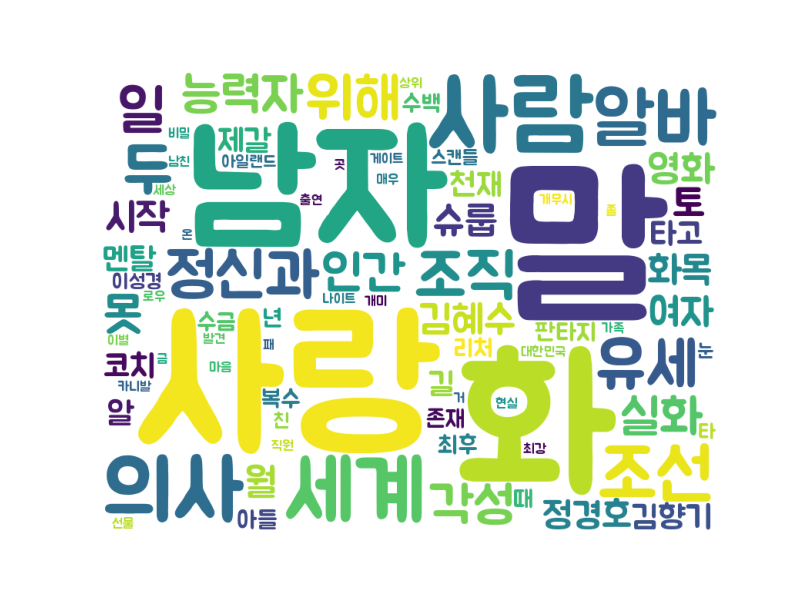 일
능력자
위해
상위
수백
사람
알바
비밀
두
남친
세상
제갈
아일랜드
남자
곳
게이트
매우
스캔들
천재
말
개우시
졸
영화
토
시작
온
출연
슈룹
타고
멘탈
이성경
정신과
인간
조직
화목
못
로우
나이트
개미
여자
이별
수금
발견
년
패
사랑
김혜수
리처
판타지
가족
대한민국
유세
눈
코치
금
카니발
마음
알
복수
친
직원
길
거
존재
최후
화
현실
최강
실화
타
의사
월
세계
각성
때
조선
선물
아들
정경호
김향기